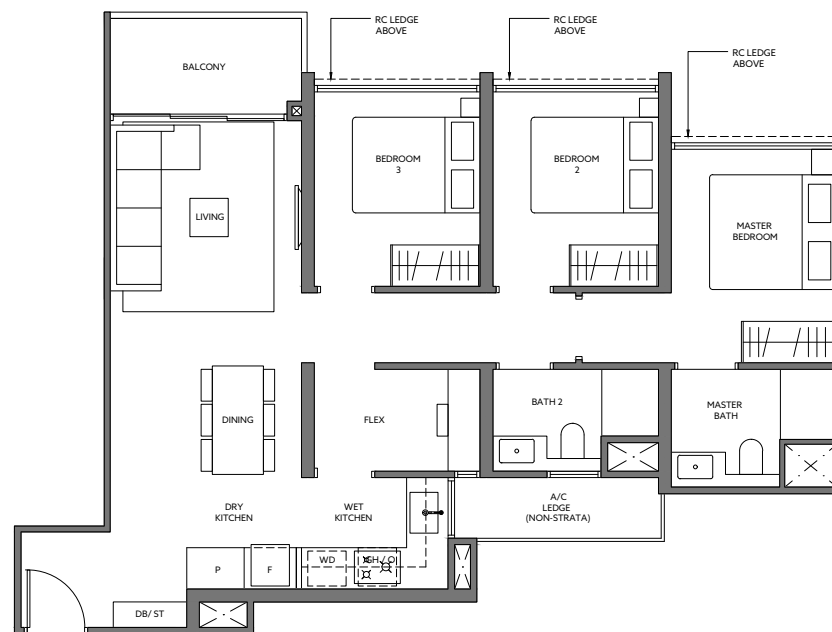 RC LEDGE
ABOVE
RC LEDGE
ABOVE
RC LEDGE
ABOVE
BALCONY
BEDROOM
3
BEDROOM
2
LIVING
MASTER
BEDROOM
DINING
FLEX
BATH 2
MASTER
BATH
DRY
KITCHEN
WET
KITCHEN
A/C
LEDGE
(NON-STRATA)
P
F
WD
DB/ ST